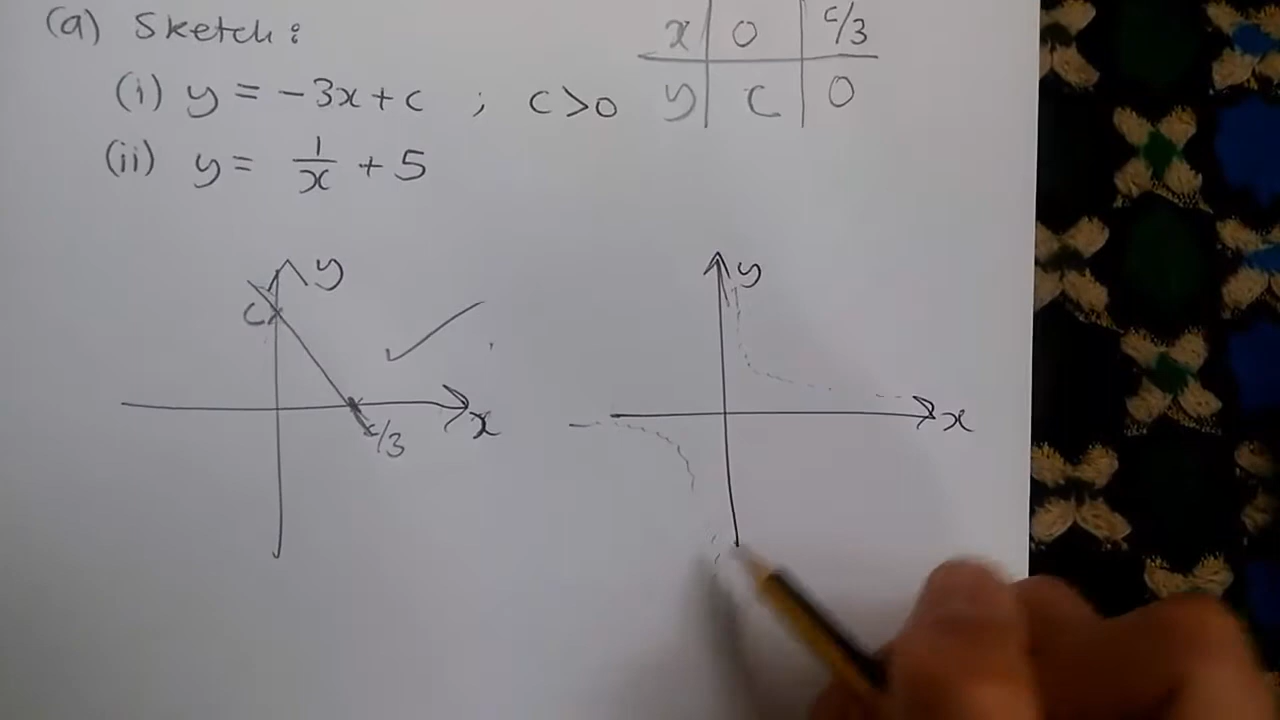 (a) Sketch :
x 0 c/3
y c 0
(i) y = -3x+c ; c>0
(ii) y = 1/x + 5
y
c
x
c/3
y
x